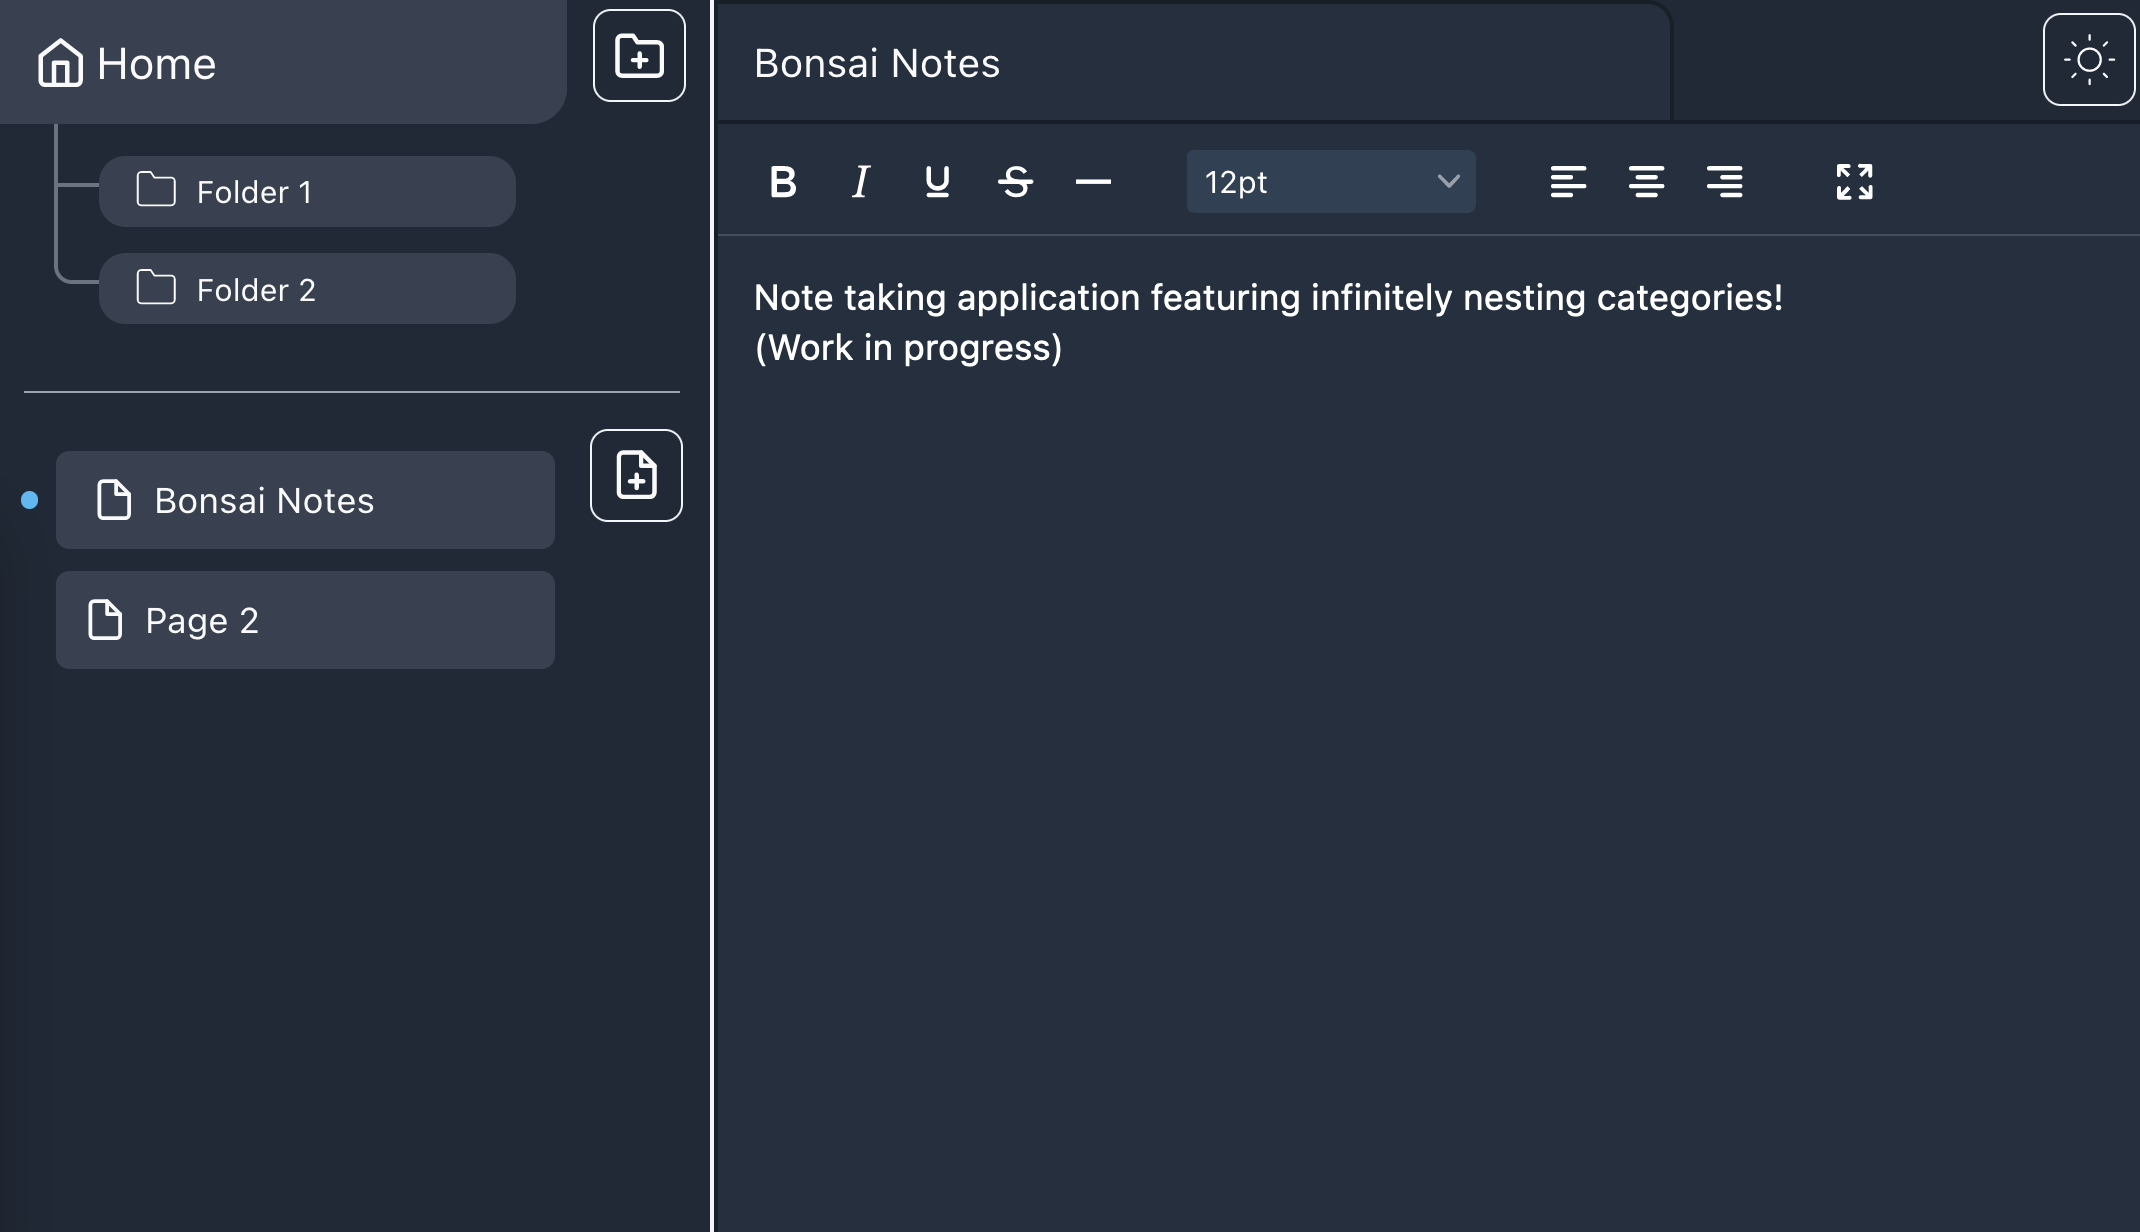 Home
Folder 1
Folder 2
Bonsai Notes
Page 2
Bonsai Notes
B I U S
12pt
Note taking application featuring infinitely nesting categories!
(Work in progress)